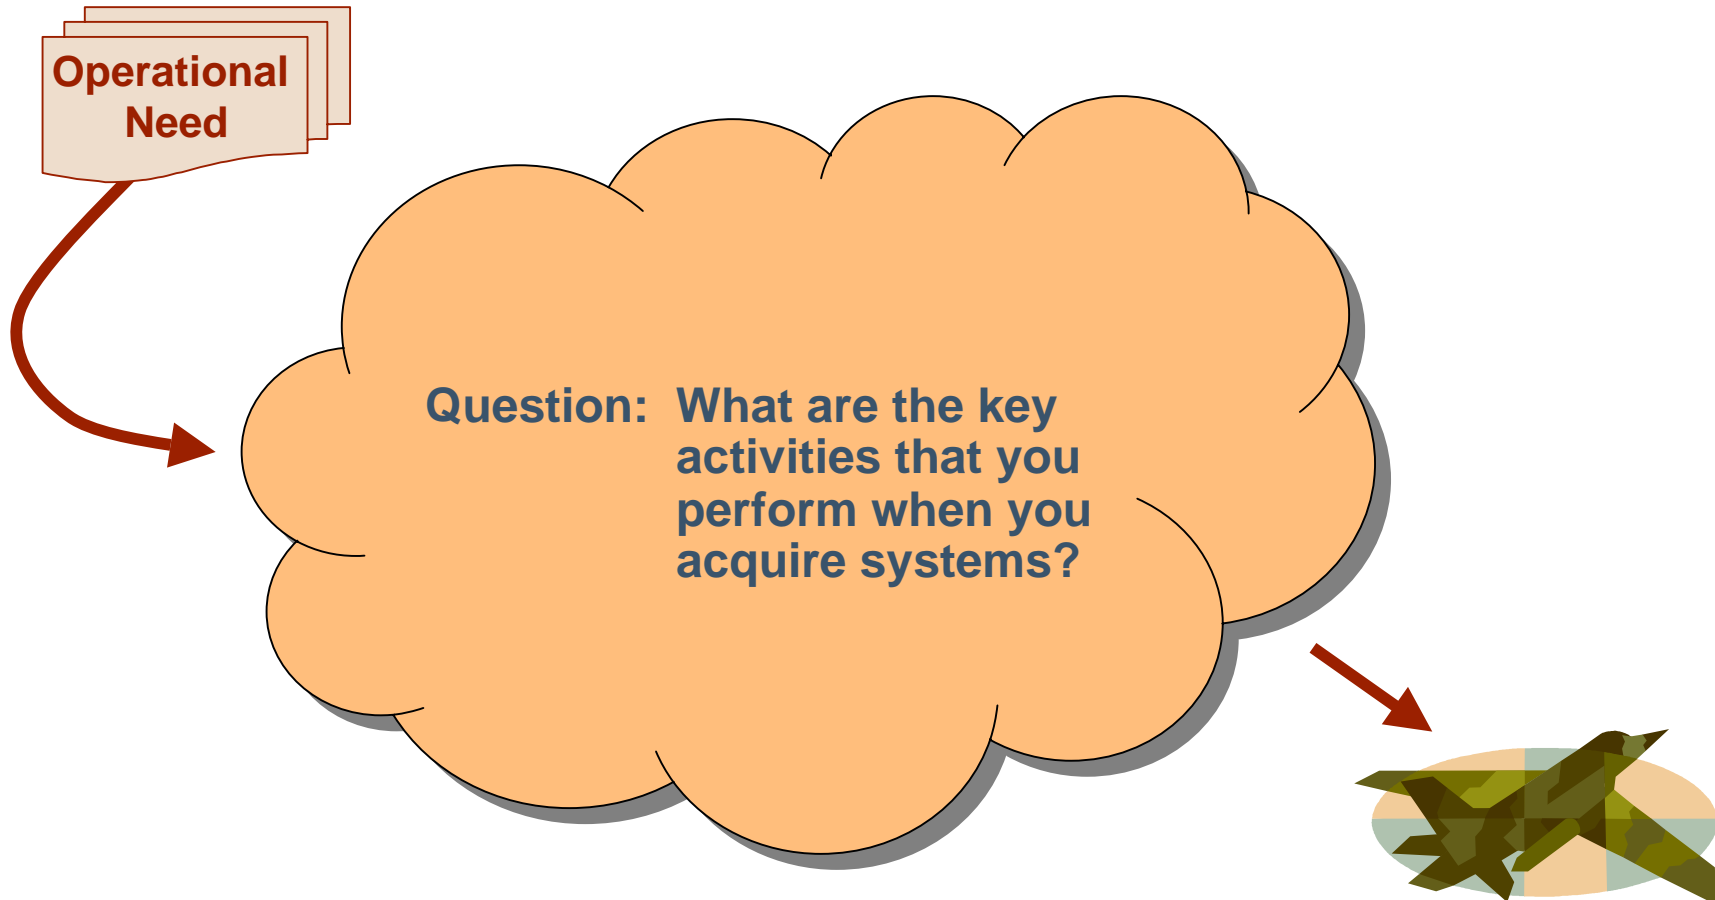 Operational
Need
Question: What are the key
activities that you
perform when you
acquire systems?